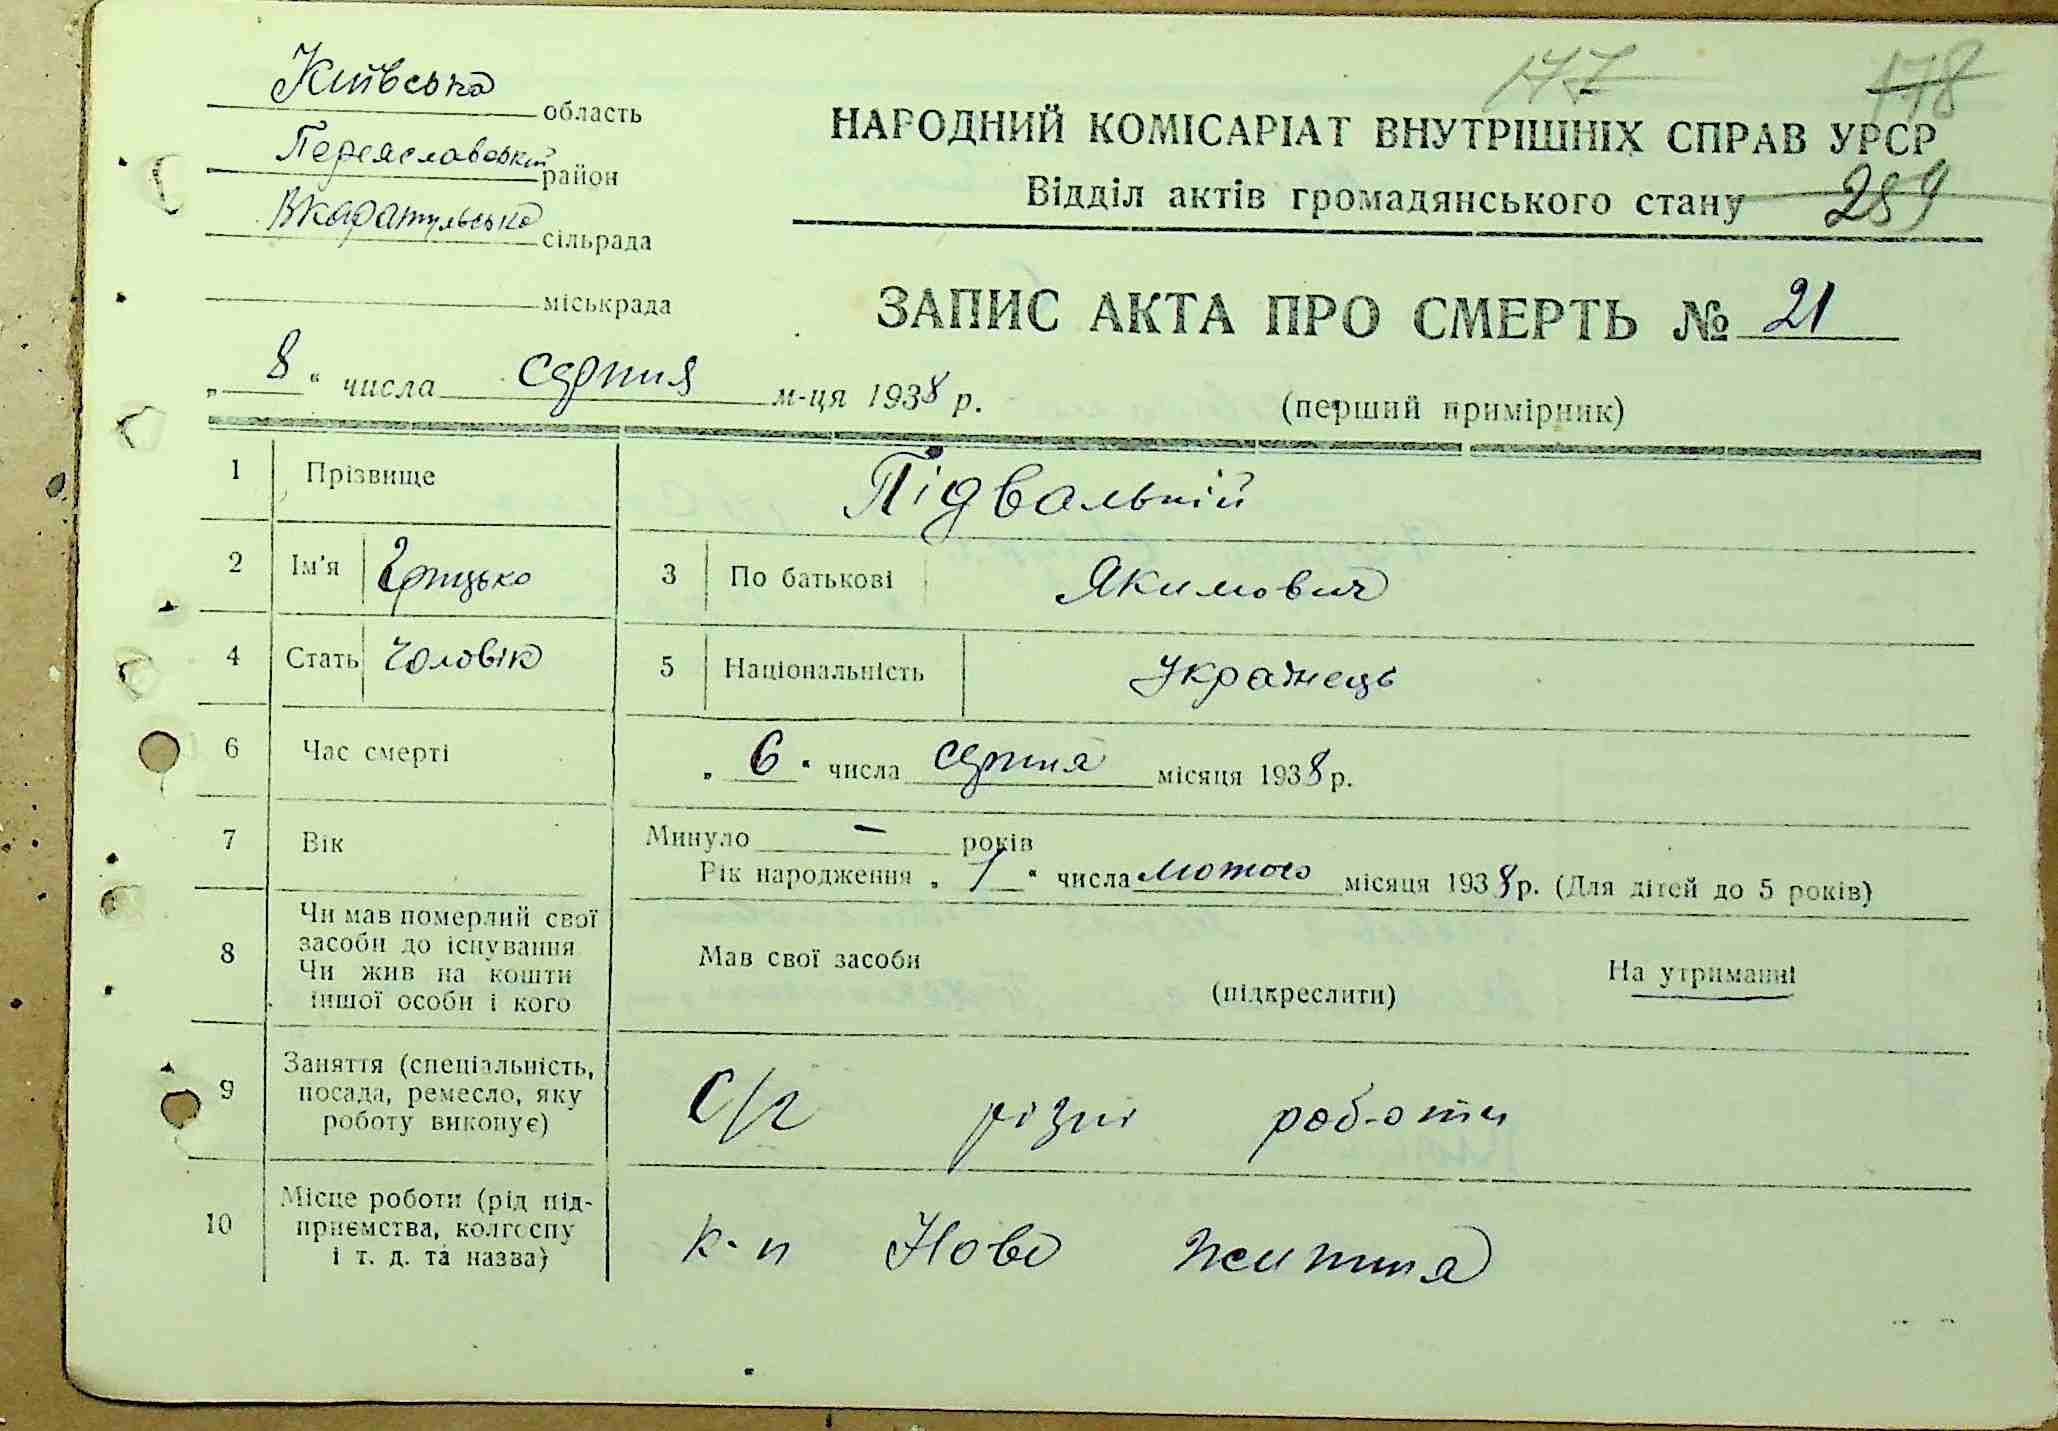 177 178
Київська область
НАРОДНИЙ КОМІСАРІАТ ВНУТРІШНІХ СПРАВ УРСР
Переяславський район
Відділ актів громадянського стану 289
Вкаратульська сільрада
міськрада
ЗАПИС АКТА ПРО СМЕРТЬ № 21
„ 8 “ числа серпня м-ця 1938 р.
(перший примірник)
1 Прізвище Підвальній
2 Ім'я Грицько 3 По батькові Якимович
4 Стать Чоловік 5 Національність Українець
6 Час смерті „ 6 “ числа серпня місяця 1938 р.
7 Вік Минуло – років
Рік народження „ 7 “ числа лютого місяця 1938 р. (Для дітей до 5 років)
8 Чи мав померлий свої
засоби до існування
Чи жив на кошти
іншої особи і кого
Мав свої засоби (підкреслити) На утриманні
9 Заняття (спеціальність,
посада, ремесло, яку
роботу виконує)
С/г різні роботи
10 Місце роботи (рід під-
приємства, колгоспу
і т. д. та назва)
к-п Нове життя